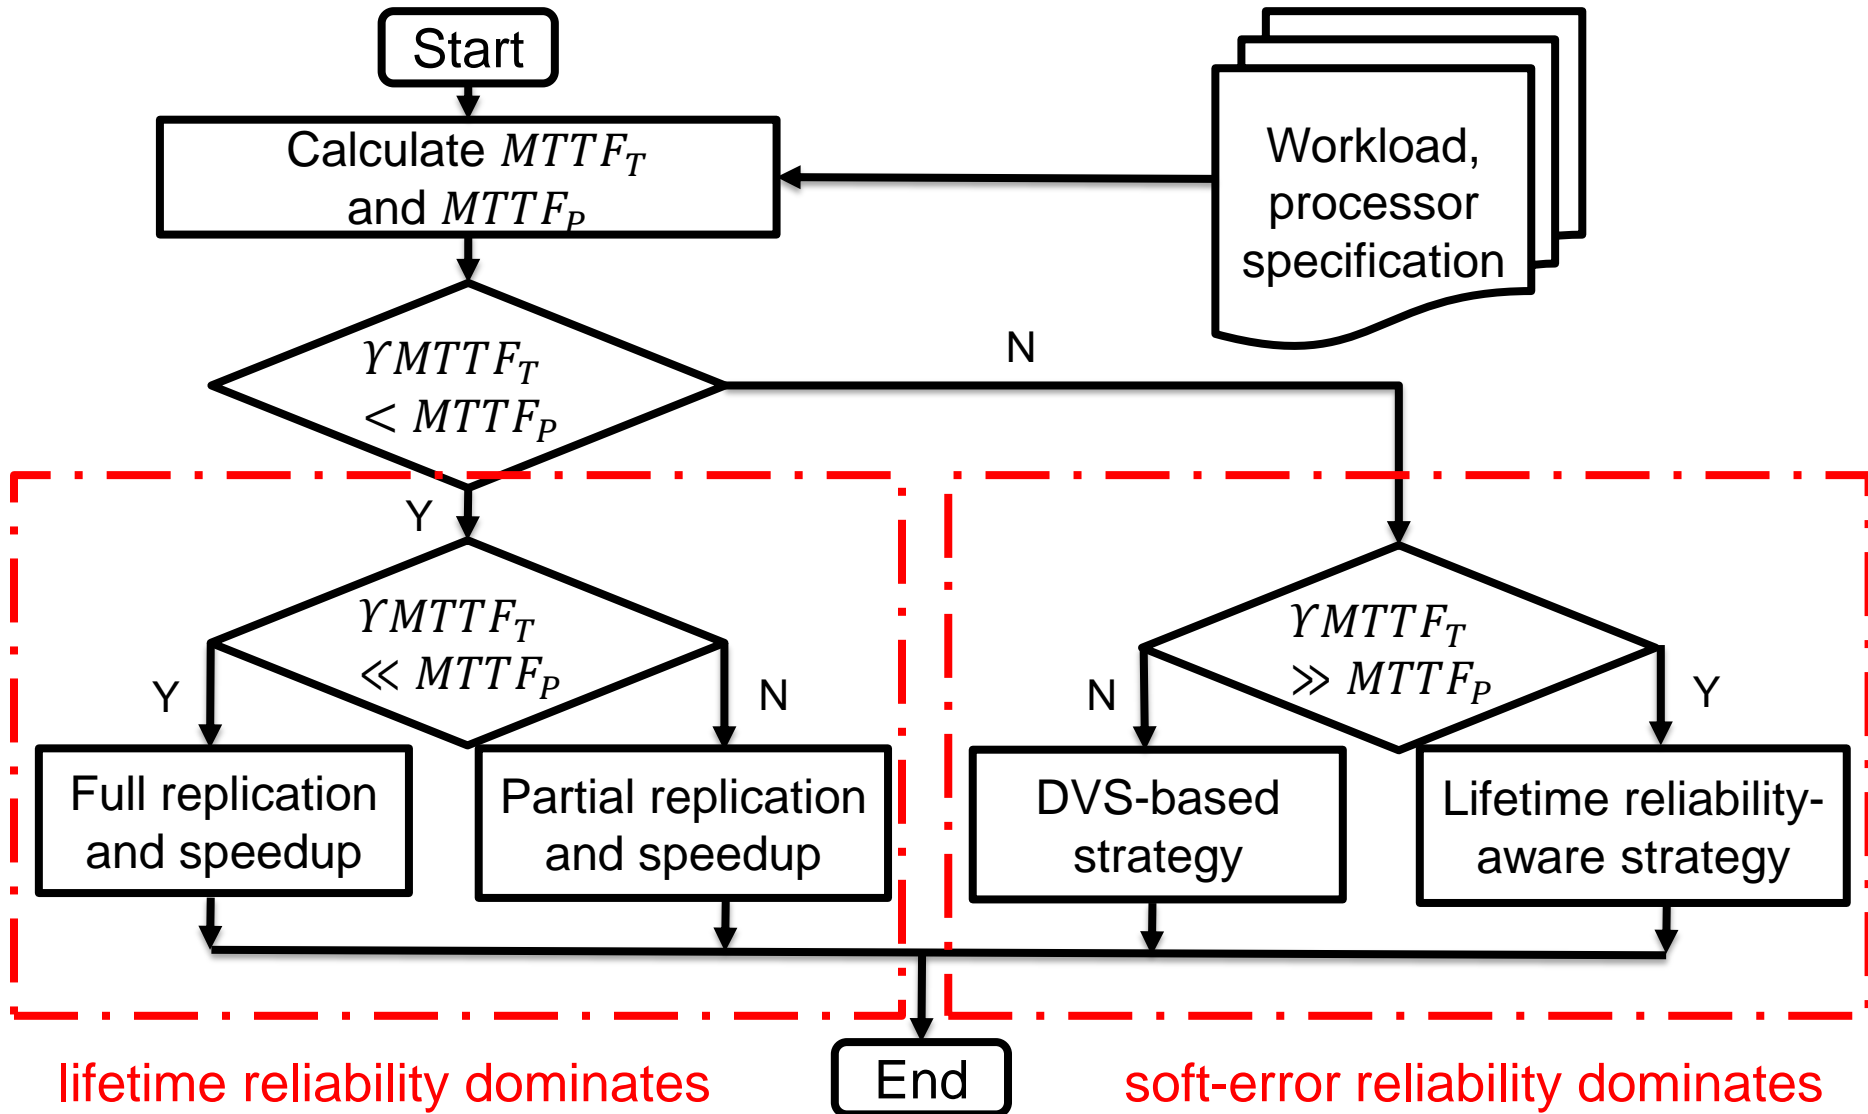 Start
Calculate MTTF_T
and MTTF_P
Workload,
processor
specification
ϒMTTF_T
< MTTF_P
N
Y
ϒMTTF_T
≪ MTTF_P
Y
N
ϒMTTF_T
≫ MTTF_P
N
Y
Full replication
and speedup
Partial replication
and speedup
DVS-based
strategy
Lifetime reliability-
aware strategy
lifetime reliability dominates
End
soft-error reliability dominates